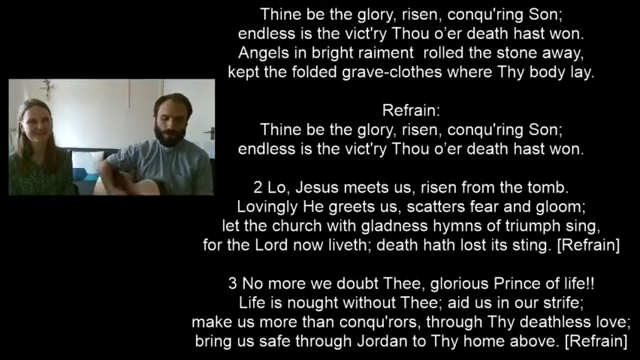 Thine be the glory, risen, conqu'ring Son;
endless is the vict'ry Thou o'er death hast won.
Angels in bright raiment  rolled the stone away,
kept the folded grave-clothes where Thy body lay.
Refrain:
Thine be the glory, risen, conqu'ring Son;
endless is the vict'ry Thou o'er death hast won.
2 Lo, Jesus meets us, risen from the tomb.
Lovingly He greets us, scatters fear and gloom;
let the church with gladness hymns of triumph sing,
for the Lord now liveth; death hath lost its sting. [Refrain]
3 No more we doubt Thee, glorious Prince of life!!
Life is nought without Thee; aid us in our strife;
make us more than conqu'rors, through Thy deathless love;
bring us safe through Jordan to Thy home above. [Refrain]